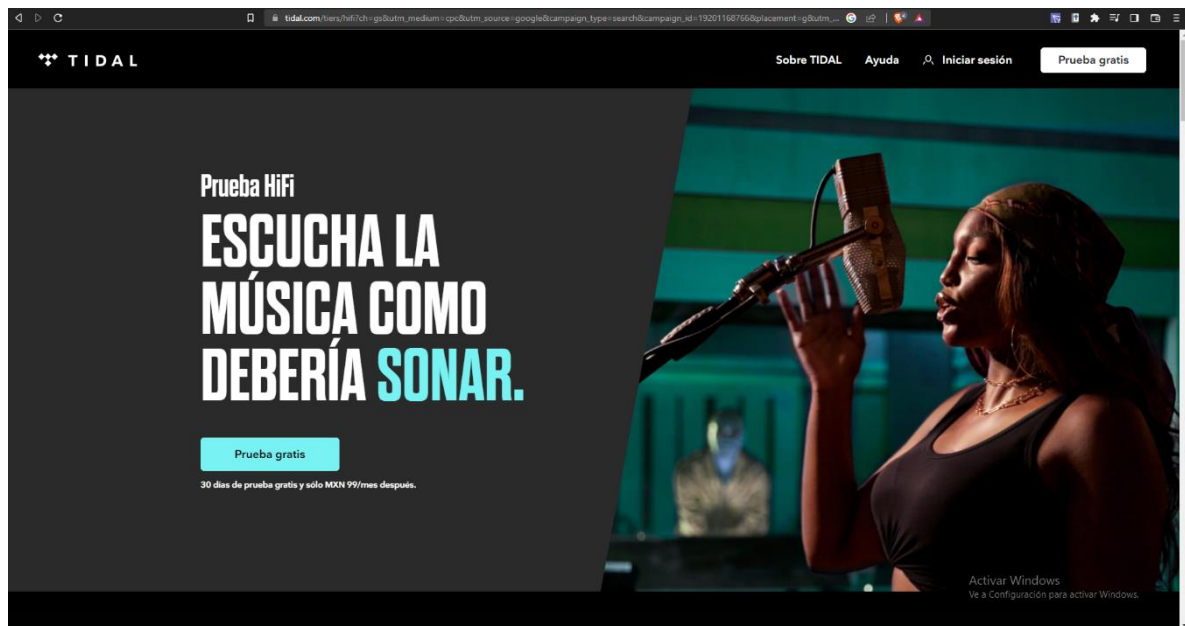 tidal.com/tiers/hifi?ch=gs&utm_medium=cpc&utm_source=google&campaign_type=search&campaign_id=19201168766&placement=g&utm_...
TIDAL
Sobre TIDAL
Ayuda
Iniciar sesión
Prueba gratis
Prueba HiFi
ESCUCHA LA
MÚSICA COMO
DEBERÍA SONAR.
Prueba gratis
30 días de prueba gratis y sólo MXN 99/mes después.
Activar Windows
Ve a Configuración para activar Windows.